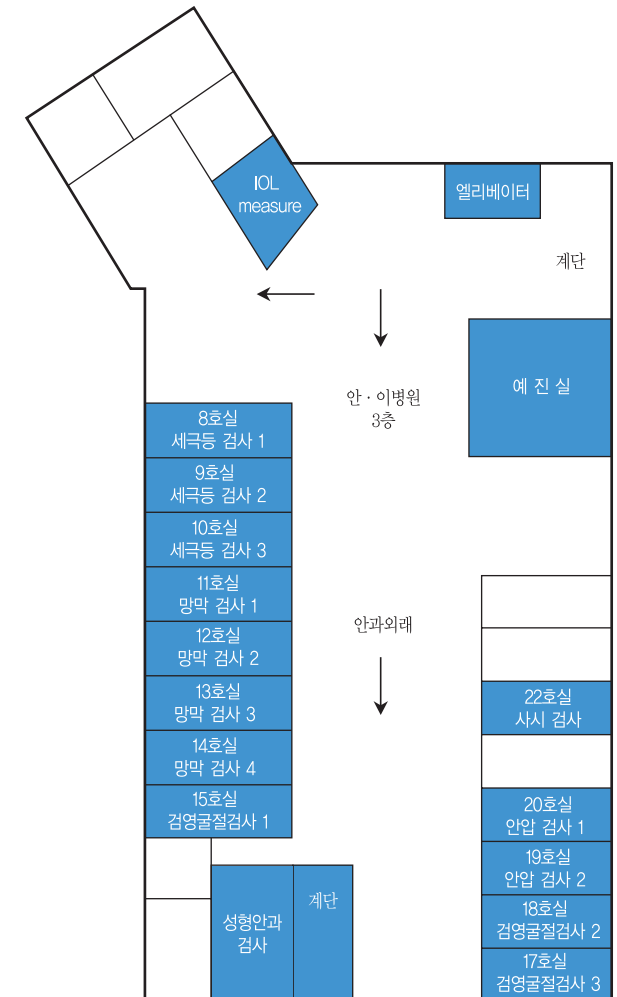 IOL
measure
엘리베이터
계단
예 진 실
안 · 이병원
3층
8호실
세극등 검사 1
9호실
세극등 검사 2
10호실
세극등 검사 3
11호실
망막 검사 1
12호실
망막 검사 2
13호실
망막 검사 3
14호실
망막 검사 4
15호실
검영굴절검사 1
안과외래
22호실
사시 검사
20호실
안압 검사 1
19호실
안압 검사 2
18호실
검영굴절검사 2
17호실
검영굴절검사 3
성형안과
검사
계단